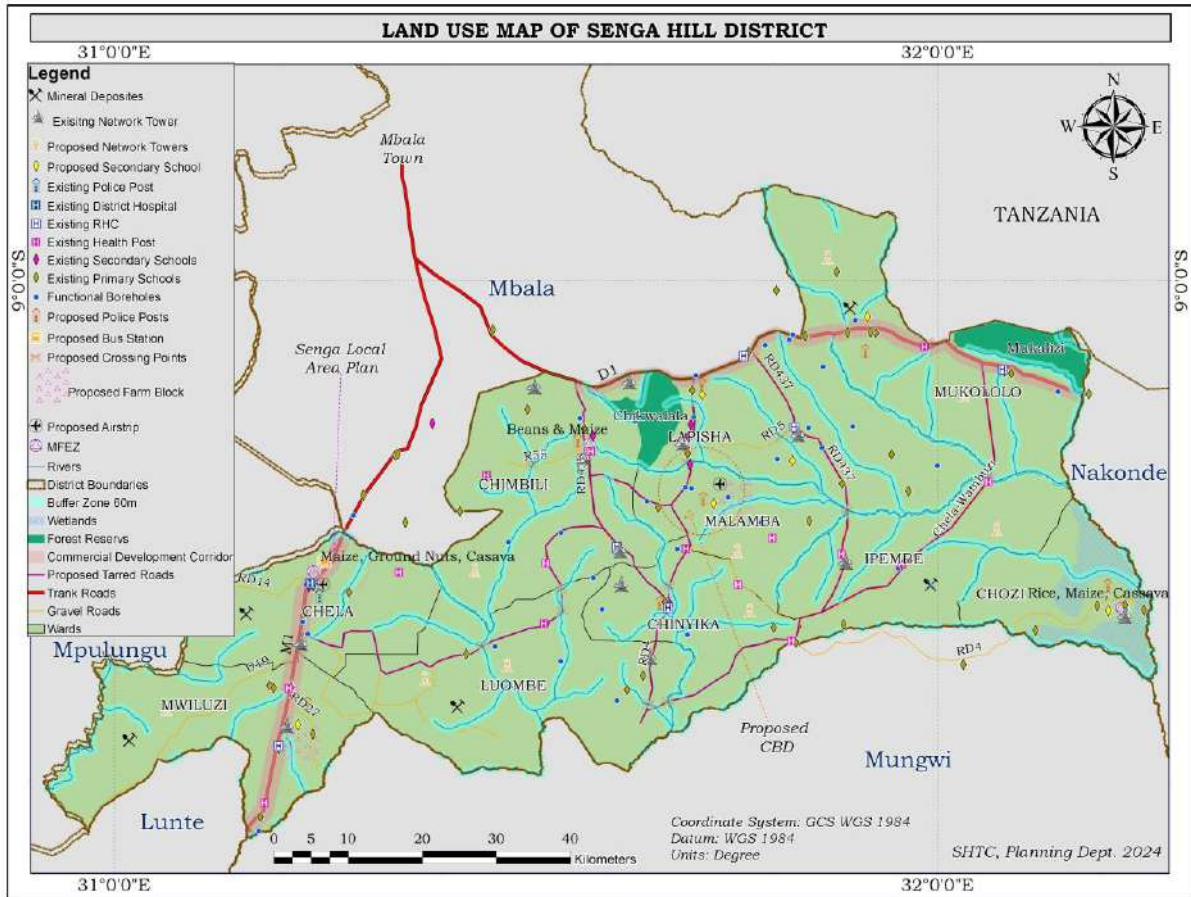 LAND USE MAP OF SENGA HILL DISTRICT
31°0'0"E
32°0'0"E
Legend
Mineral Deposites
Exisitng Network Tower
Proposed Network Towers
Proposed Secondary School
Existing Police Post
Existing District Hospital
Existing RHC
Existing Health Post
Existing Secondary Schools
Existing Primary Schools
Functional Boreholes
Proposed Police Posts
Proposed Bus Station
Proposed Crossing Points
Proposed Farm Block
Proposed Airstrip
MFEZ
Rivers
District Boundaries
Buffer Zone 60m
Wetlands
Forest Reservs
Commercial Development Corridor
Proposed Tarred Roads
Trank Roads
Gravel Roads
Wards
N
W
E
S
Mbala
Town
TANZANIA
9°0'0"S
9°0'0"S
Mbala
Senga Local
Area Plan
D1
RD437
Makalizi
MUKOLOLO
Chikwalala
Beans & Maize
LAPISHA
RD5
CHIMBILI
RD437
Nakonde
MALAMBA
Chela-Wambuzi
IPEMBE
Maize, Ground Nuts, Casava
RD14
CHELA
CHOZI
Rice, Maize, Cassava
CHINYIKA
Mpulungu
M1
RD4
LUOMBE
MWILUZI
RD27
Proposed
CBD
Mungwi
Lunte
0 5 10 20 30 40
Kilometers
Coordinate System: GCS WGS 1984
Datum: WGS 1984
Units: Degree
SHTC, Planning Dept. 2024
31°0'0"E
32°0'0"E